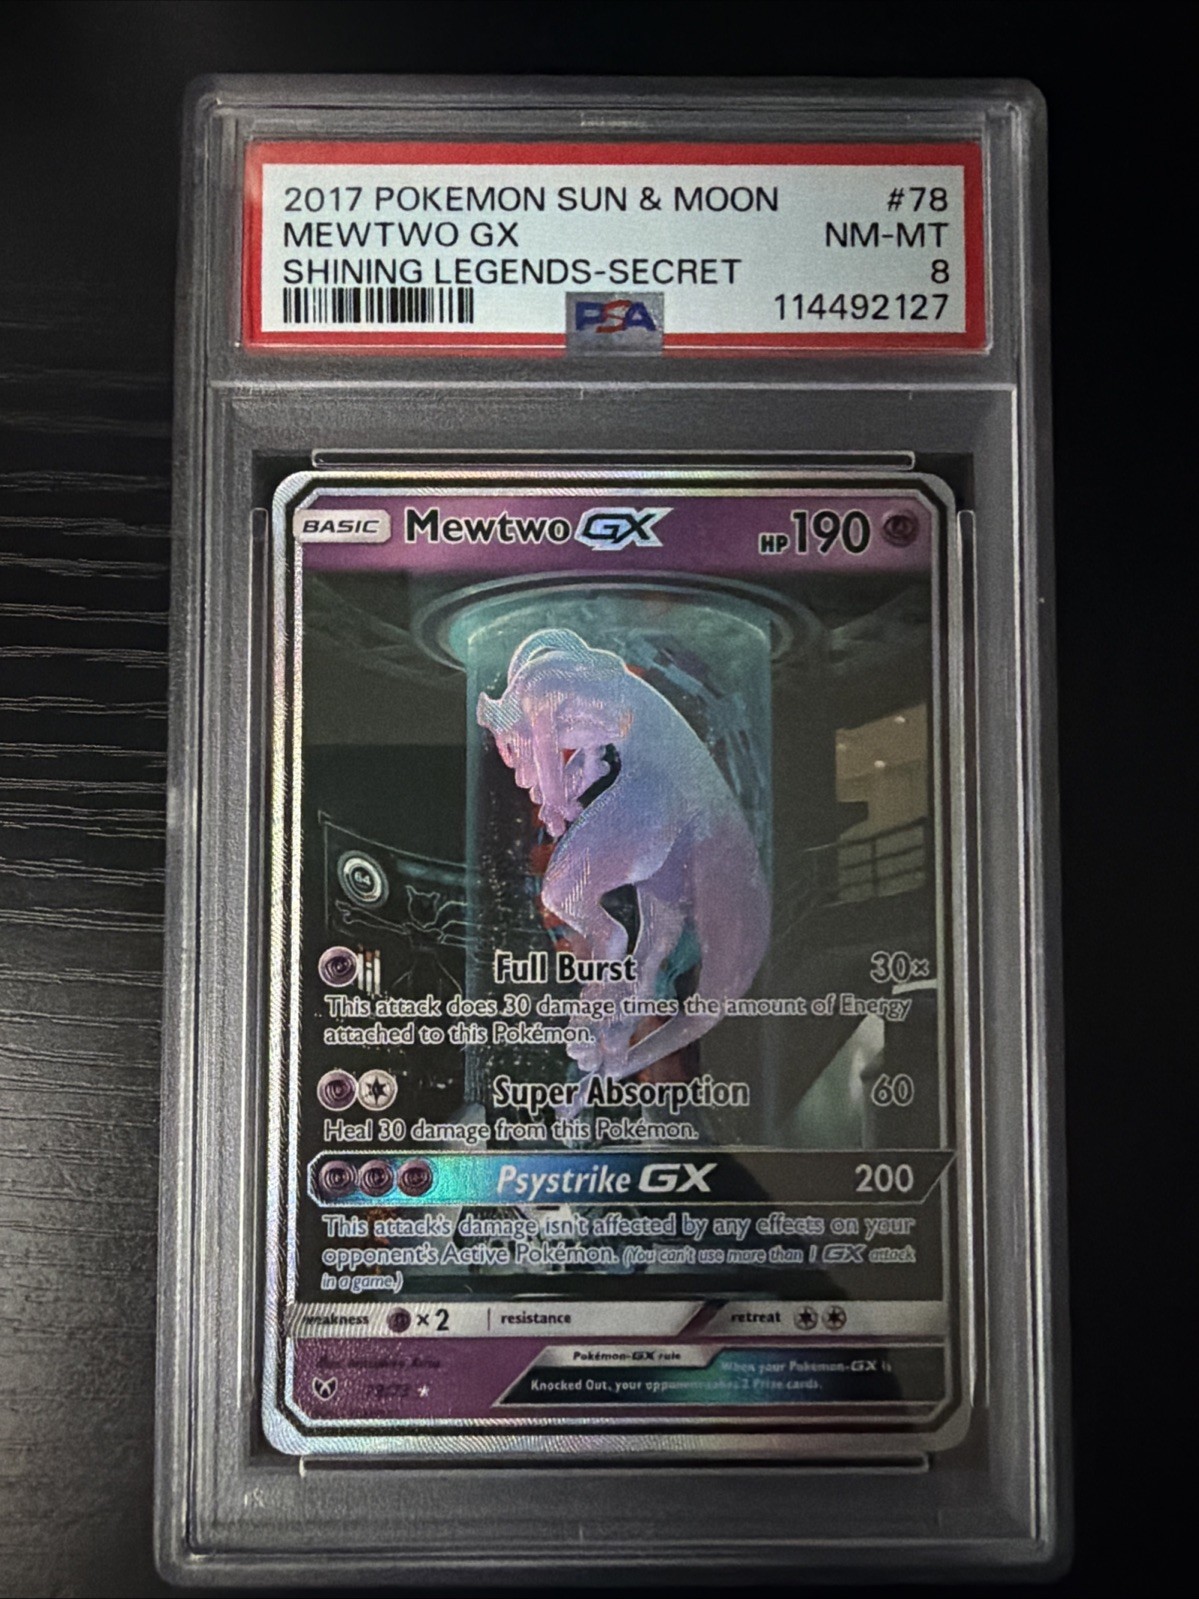 2017 POKEMON SUN & MOON #78
MEWTWO GX NM-MT
SHINING LEGENDS-SECRET 8
PSA 114492127
BASIC Mewtwo GX HP 190
64
Full Burst 30×
This attack does 30 damage times the amount of Energy
attached to this Pokémon.
Super Absorption 60
Heal 30 damage from this Pokémon.
Psystrike GX 200
This attack's damage isn't affected by any effects on your
opponent's Active Pokémon. (You can't use more than 1 GX attack
in a game.)
weakness ×2 resistance retreat
Pokémon-GX rule
When your Pokémon-GX is
Knocked Out, your opponent takes 2 Prize cards.